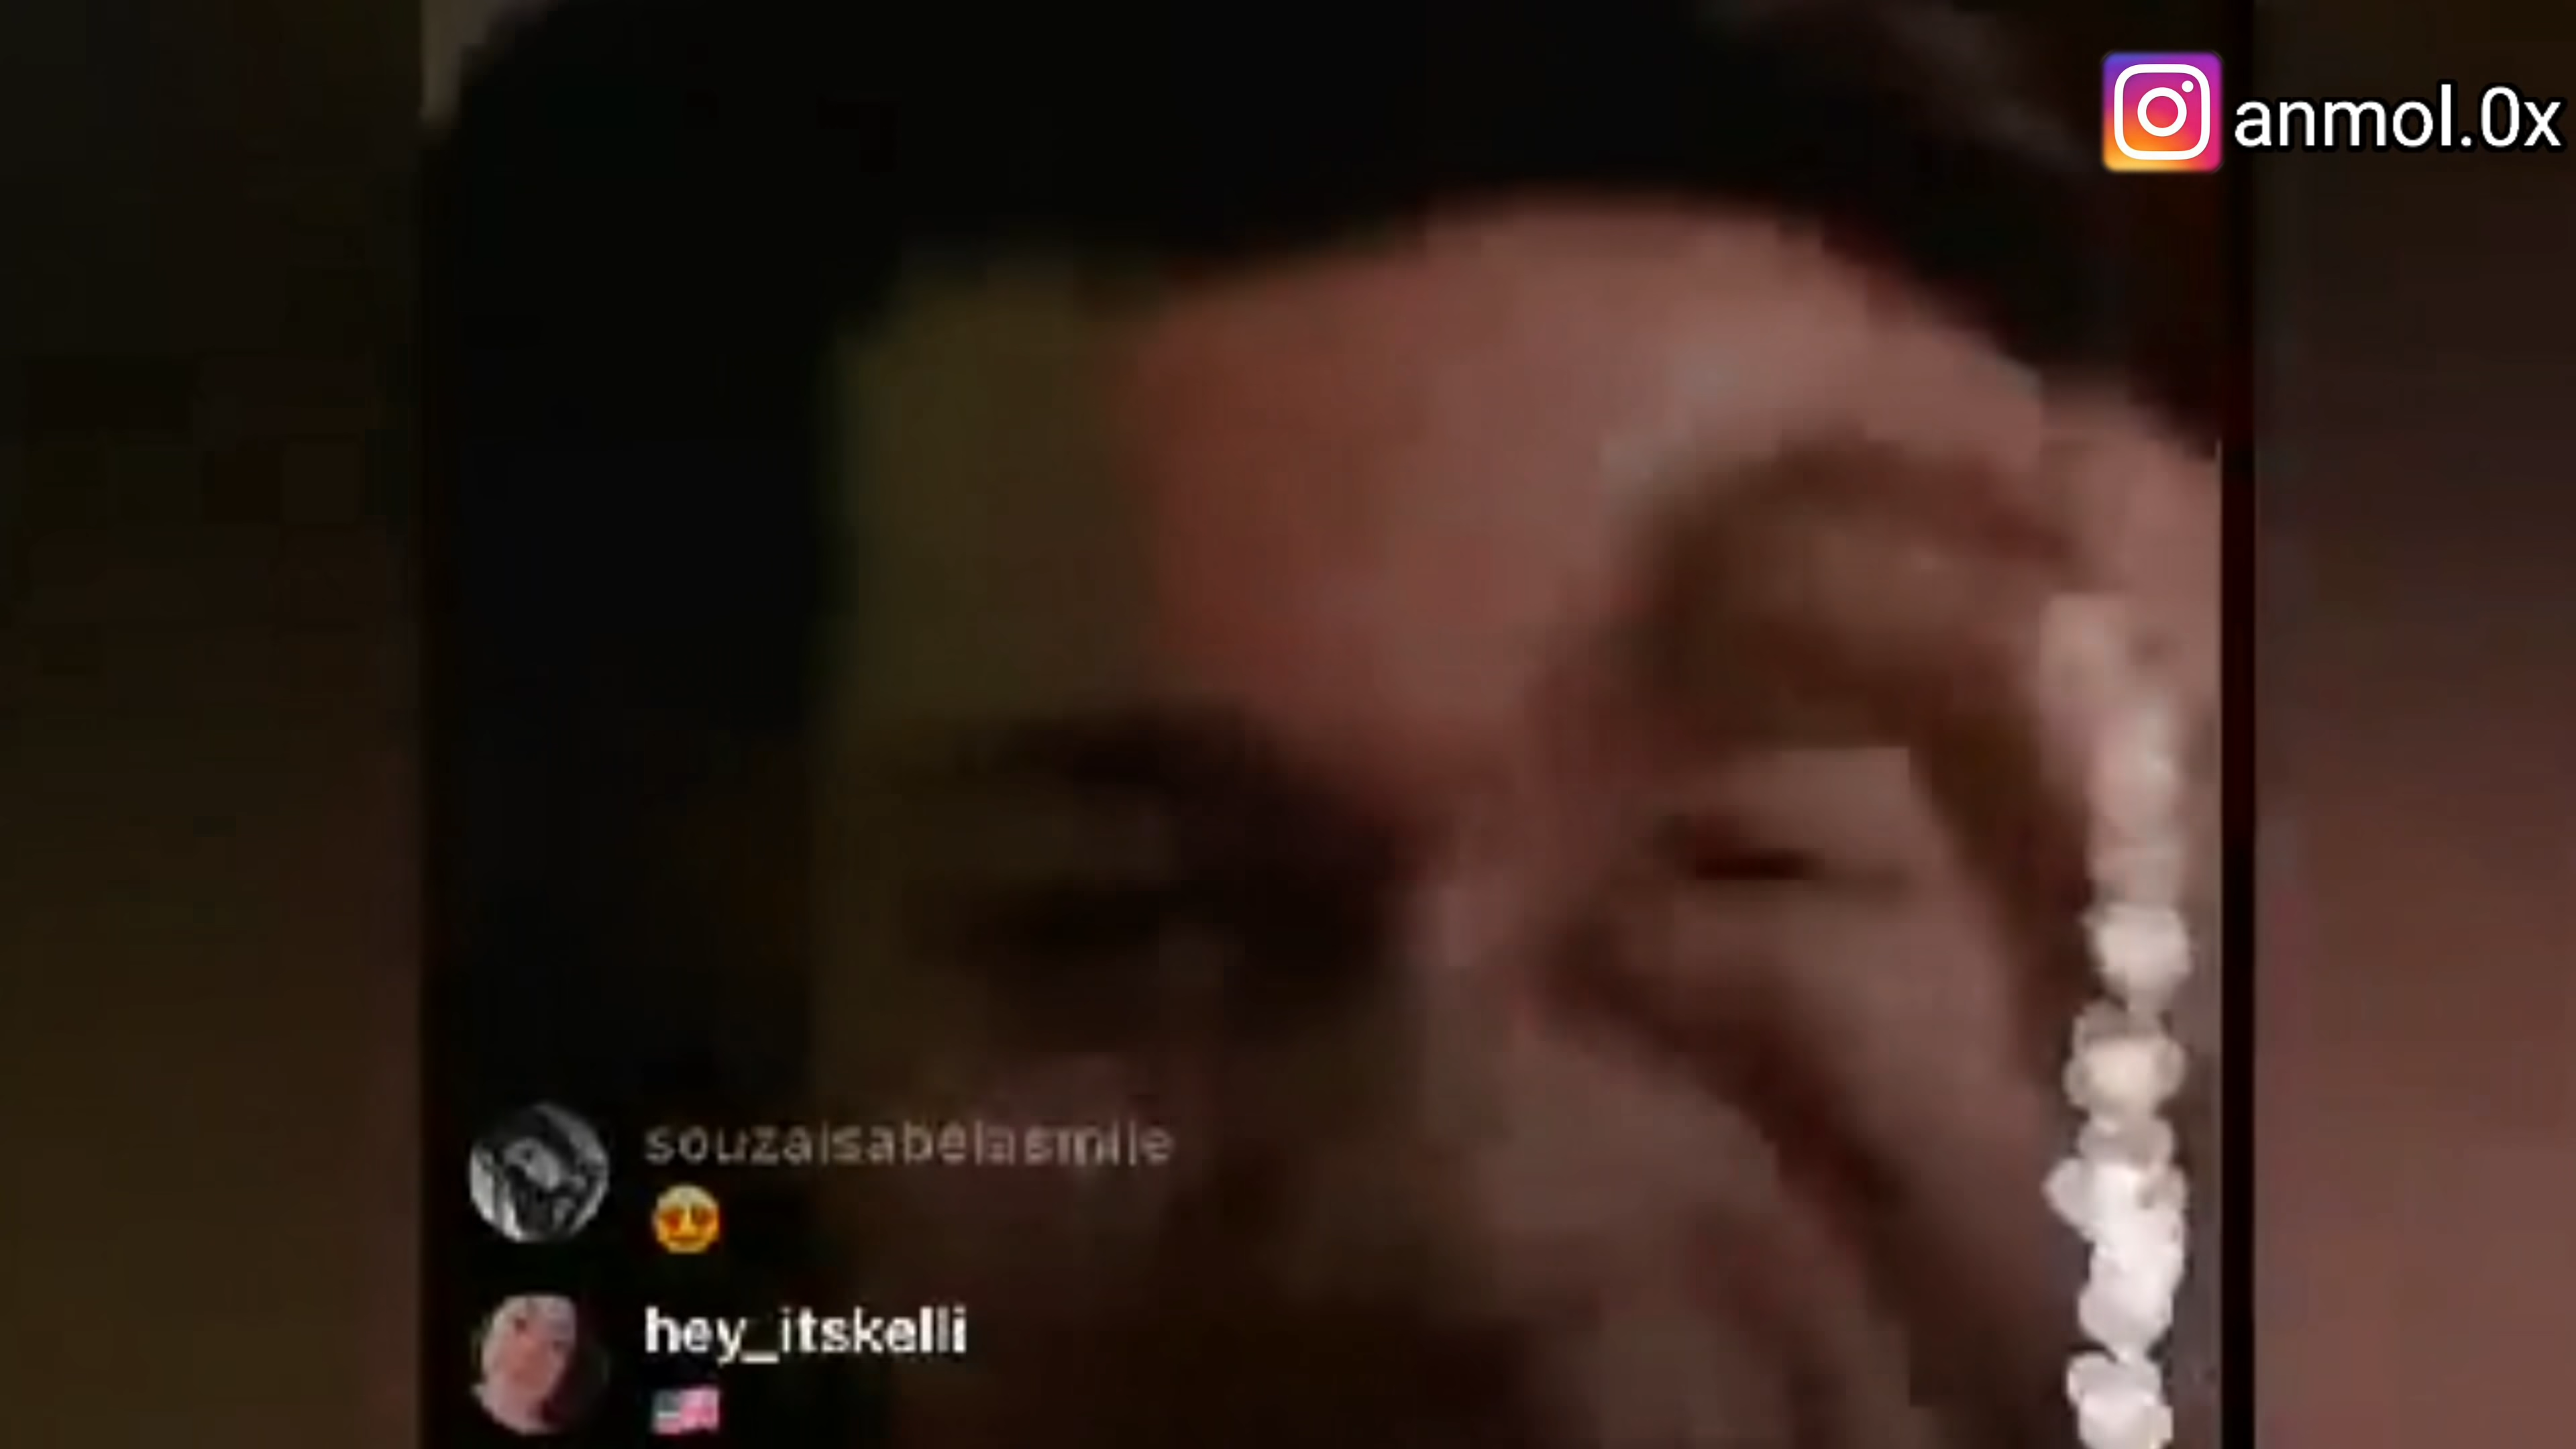 anmol.0x
souzaisabelasmile
😍
hey_itskelli
🇺🇸